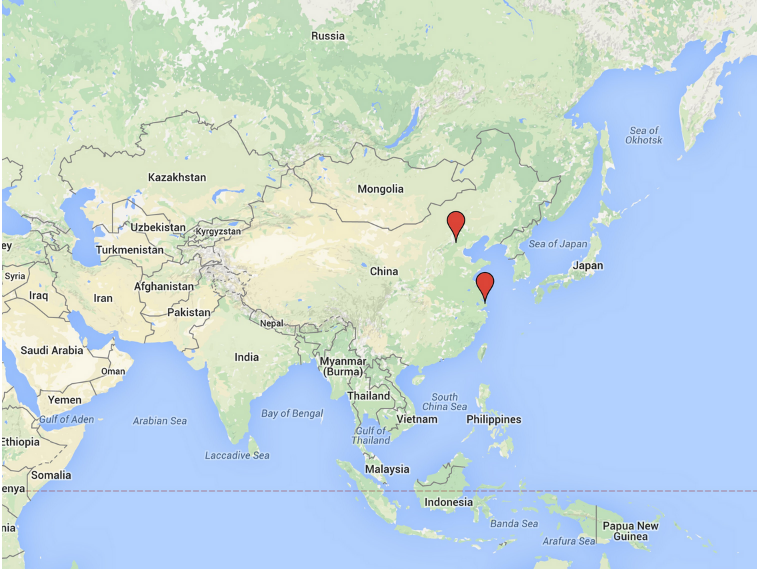 Russia
Sea of
Okhotsk
Kazakhstan
Mongolia
Uzbekistan
Kyrgyzstan
ey
Turkmenistan
Sea of Japan
Japan
China
Syria
Afghanistan
Iraq
Iran
Pakistan
Nepal
Saudi Arabia
India
Myanmar
(Burma)
Oman
Yemen
Thailand
South
China Sea
Gulf of Aden
Arabian Sea
Bay of Bengal
Vietnam
Philippines
Gulf of
Thailand
Ethiopia
Laccadive Sea
Somalia
Malaysia
enya
Indonesia
nia
Banda Sea
Papua New
Guinea
Arafura Sea